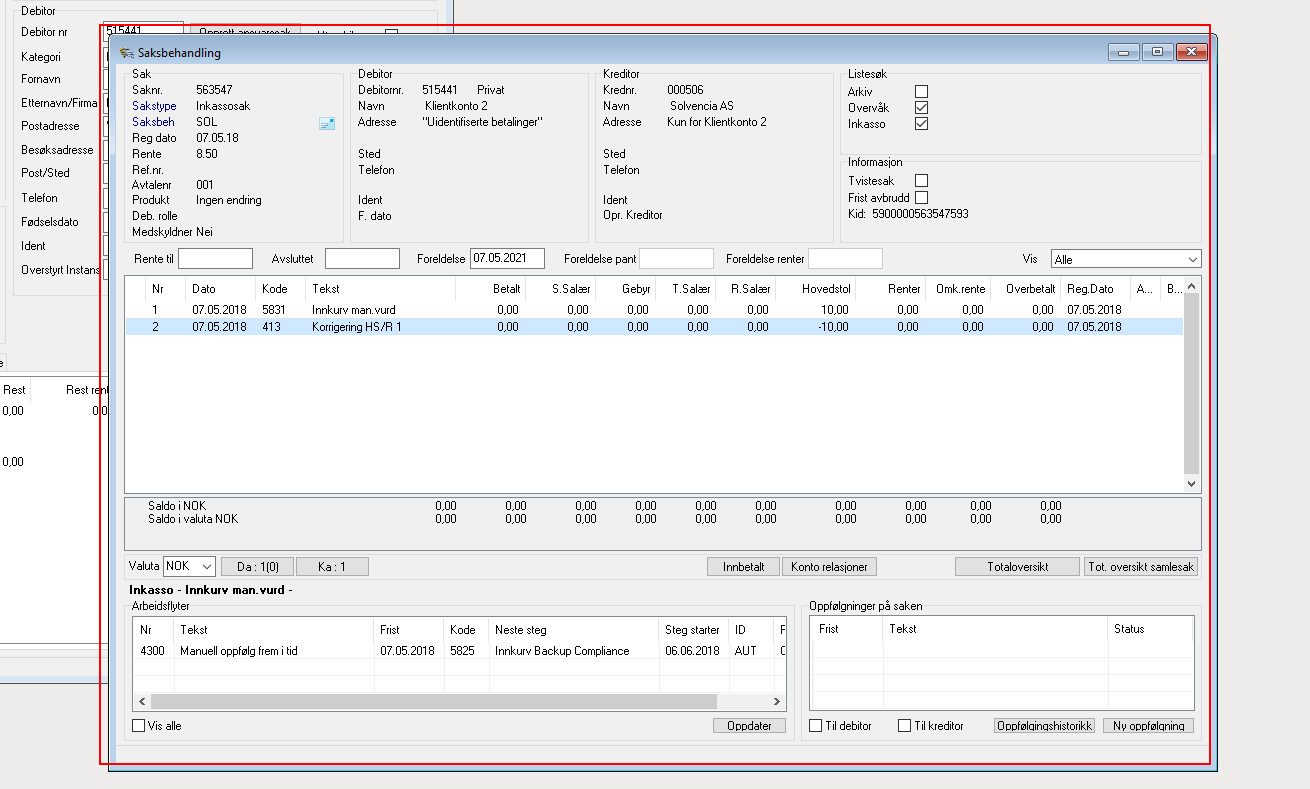 Debitor
Debitor nr 515441
Kategori
Fornavn
Etternavn/Firma
Postadresse
Besøksadresse
Post/Sted
Telefon
Fødselsdato
Ident
Overstyrt Instans
Rest Rest rent
0,00 0,0
0,00
Saksbehandling
Sak
Saknr. 563547
Sakstype Inkassosak
Saksbeh SOL
Reg dato 07.05.18
Rente 8.50
Ref.nr.
Avtalenr 001
Produkt Ingen endring
Deb. rolle
Medskyldner Nei
Debitor
Debitornr. 515441 Privat
Navn Klientkonto 2
Adresse "Uidentifiserte betalinger"
Sted
Telefon
Ident
F. dato
Kreditor
Krednr. 000506
Navn Solvencia AS
Adresse Kun for Klientkonto 2
Sted
Telefon
Ident
Opr. Kreditor
Listesøk
Arkiv
Overvåk
Inkasso
Informasjon
Tvistesak
Frist avbrudd
Kid: 5900000563547593
Rente til Avsluttet Foreldelse 07.05.2021 Foreldelse pant Foreldelse renter Vis Alle
Nr Dato Kode Tekst Betalt S.Salær Gebyr T.Salær R.Salær Hovedstol Renter Omk.rente Overbetalt Reg.Dato A... B...
1 07.05.2018 5831 Innkurv man.vurd 0,00 0,00 0,00 0,00 0,00 10,00 0,00 0,00 0,00 07.05.2018
2 07.05.2018 413 Korrigering HS/R 1 0,00 0,00 0,00 0,00 0,00 -10,00 0,00 0,00 0,00 07.05.2018
Saldo i NOK 0,00 0,00 0,00 0,00 0,00 0,00 0,00 0,00 0,00 0,00
Saldo i valuta NOK 0,00 0,00 0,00 0,00 0,00 0,00 0,00 0,00 0,00 0,00
Valuta NOK Da : 1(0) Ka : 1 Innbetalt Konto relasjoner Totaloversikt Tot. oversikt samlesak
Inkasso - Innkurv man.vurd -
Arbeidsflyter
Nr Tekst Frist Kode Neste steg Steg starter ID
4300 Manuell oppfølg frem i tid 07.05.2018 5825 Innkurv Backup Compliance 06.06.2018 AUT
Vis alle Oppdater
Oppfølgninger på saken
Frist Tekst Status
Til debitor Til kreditor Oppfølgingshistorikk Ny oppfølgning